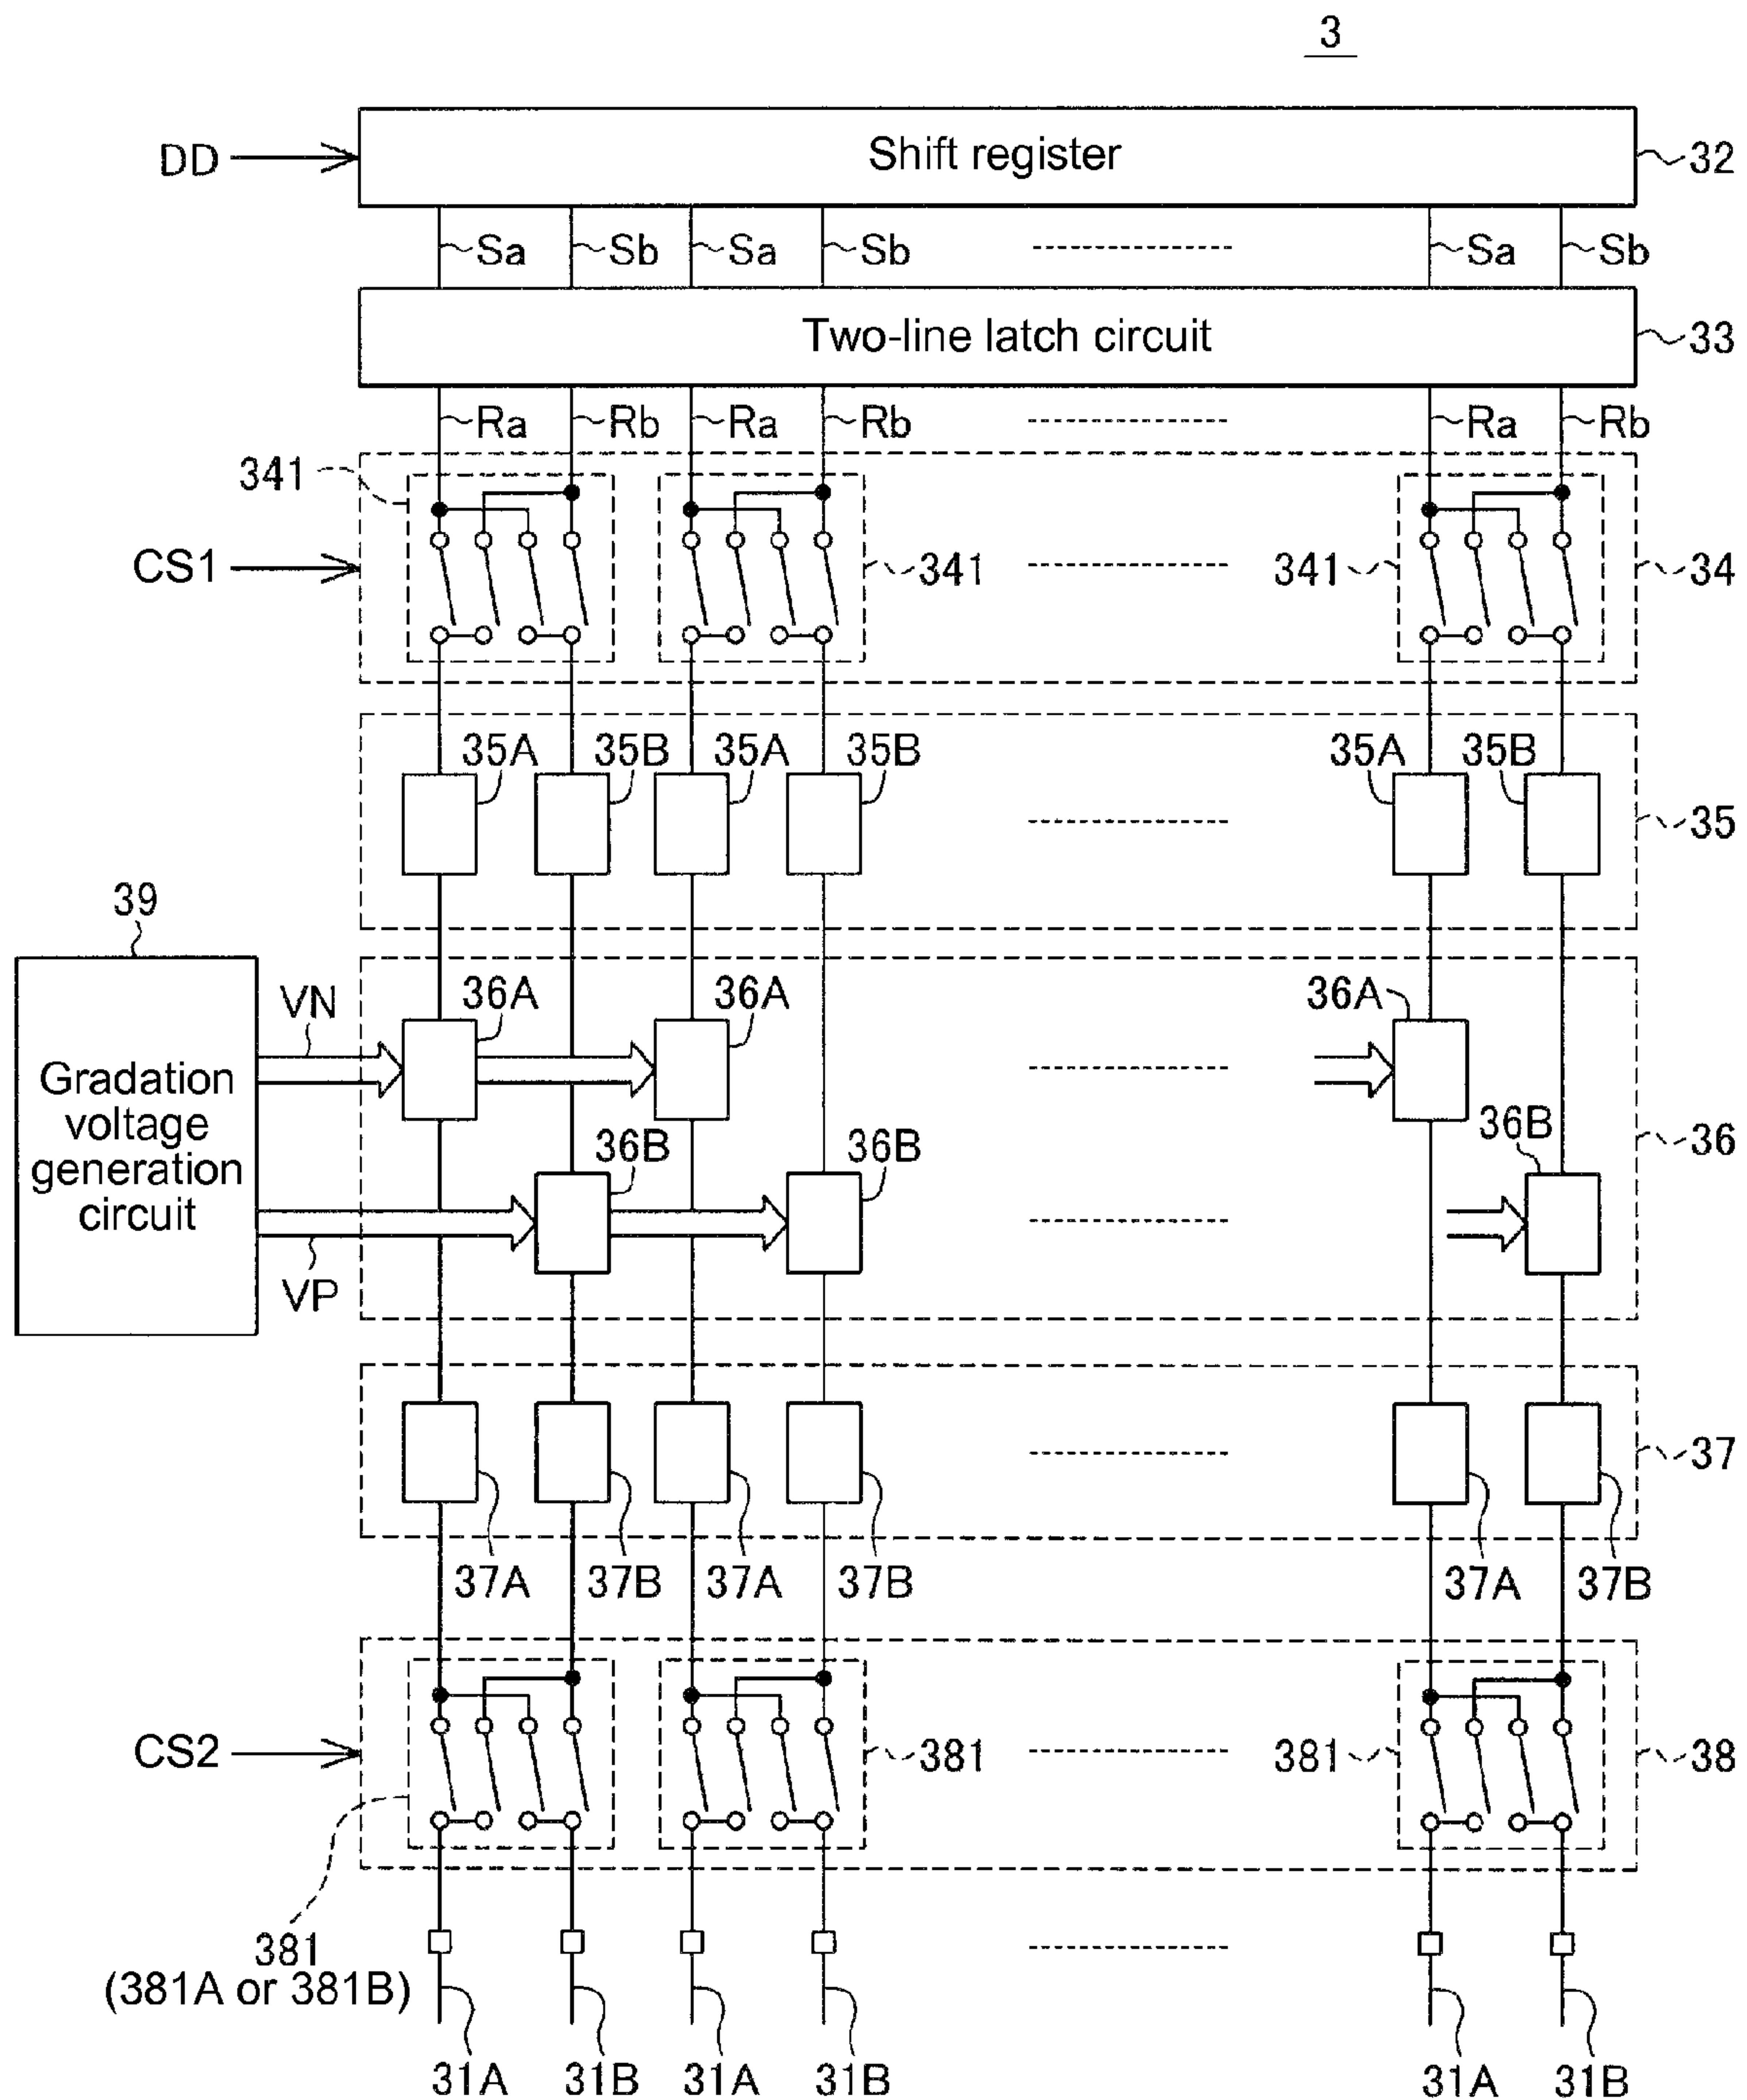 3
DD
Shift register
32
Sa Sb Sa Sb Sa Sb
Two-line latch circuit
33
Ra Rb Ra Rb Ra Rb
341
CS1
341
341
34
35A 35B 35A 35B 35A 35B
35
39
VN
36A
36A
36A
Gradation
voltage
generation
circuit
36B
36B
36B
36
VP
37
37A 37B 37A 37B 37A 37B
CS2
381
381
38
381
(381A or 381B)
31A 31B 31A 31B 31A 31B